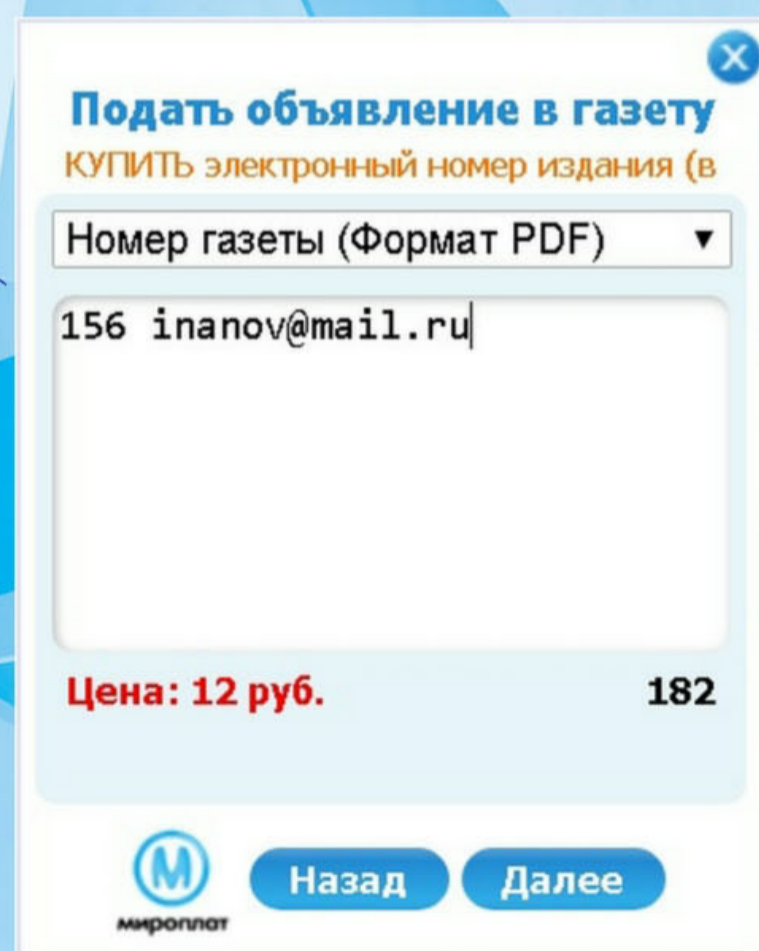 Подать объявление в газету
КУПИТЬ электронный номер издания (в
Номер газеты (Формат PDF)
156 inanov@mail.ru
Цена: 12 руб. 182
мироплат
Назад Далее